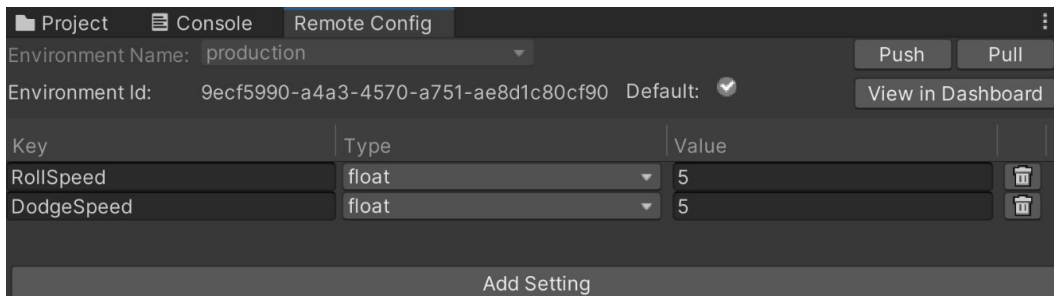 Project Console Remote Config
Environment Name: production Push Pull
Environment Id: 9ecf5990-a4a3-4570-a751-ae8d1c80cf90 Default: View in Dashboard
Key Type Value
RollSpeed float 5
DodgeSpeed float 5
Add Setting